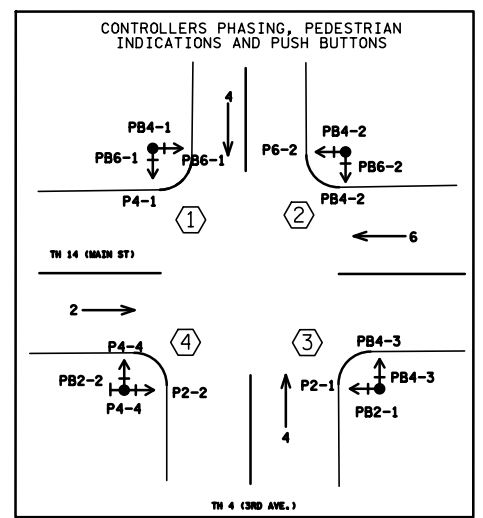 CONTROLLERS PHASING, PEDESTRIAN
INDICATIONS AND PUSH BUTTONS
4
PB4-1
PB6-1
PB6-1
P4-1
1
PB4-2
P6-2
PB6-2
PB4-2
2
6
TH 14 (MAIN ST)
2
P4-4
4
PB2-2
P4-4
P2-2
3
PB4-3
P2-1
PB4-3
PB2-1
4
TH 4 (3RD AVE.)